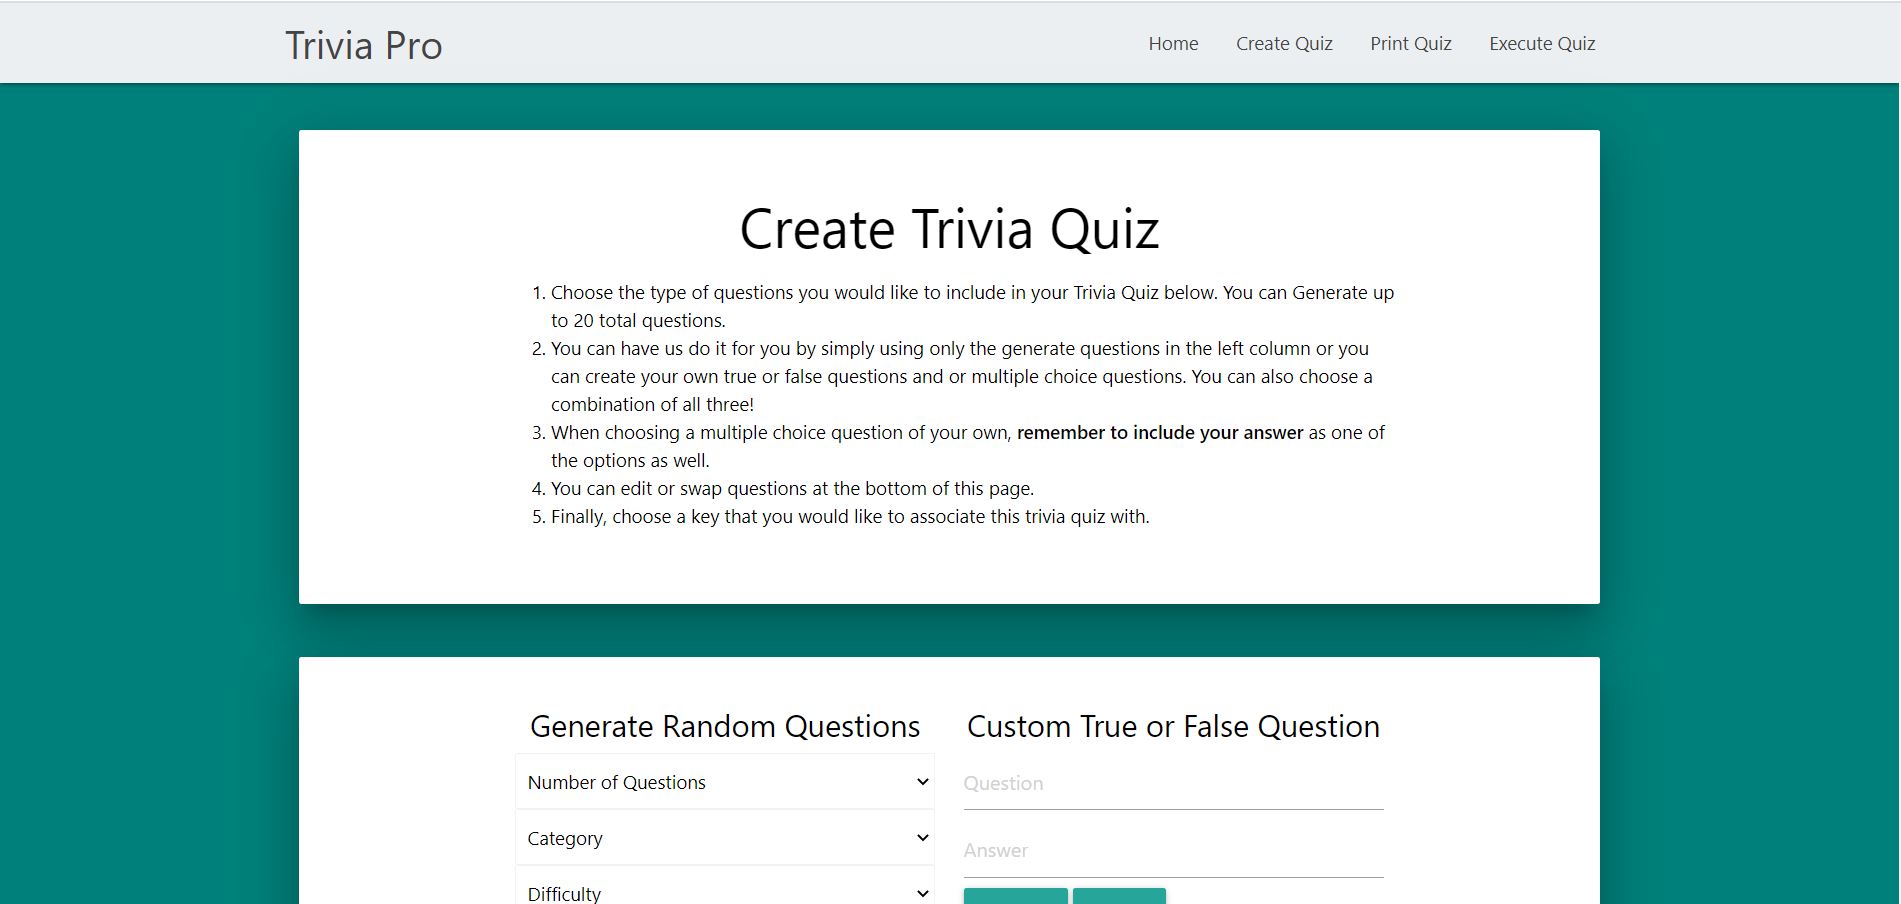 Trivia Pro
Home Create Quiz Print Quiz Execute Quiz
Create Trivia Quiz
1. Choose the type of questions you would like to include in your Trivia Quiz below. You can Generate up
to 20 total questions.
2. You can have us do it for you by simply using only the generate questions in the left column or you
can create your own true or false questions and or multiple choice questions. You can also choose a
combination of all three!
3. When choosing a multiple choice question of your own, remember to include your answer as one of
the options as well.
4. You can edit or swap questions at the bottom of this page.
5. Finally, choose a key that you would like to associate this trivia quiz with.
Generate Random Questions
Number of Questions
Category
Difficulty
Custom True or False Question
Question
Answer